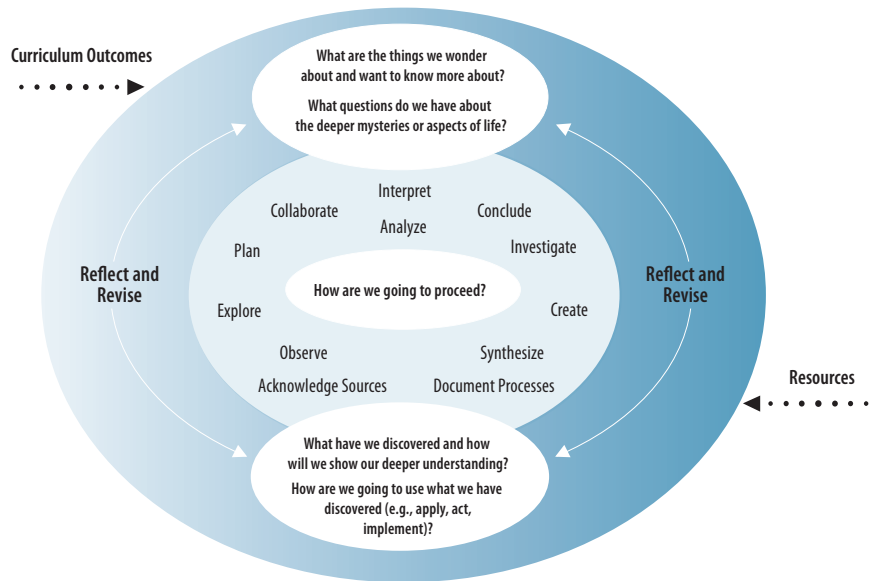 What are the things we wonder
about and want to know more about?
What questions do we have about
the deeper mysteries or aspects of life?
Curriculum Outcomes
Interpret
Collaborate
Conclude
Analyze
Plan
Investigate
Reflect and
Revise
How are we going to proceed?
Reflect and
Revise
Explore
Create
Observe
Synthesize
Acknowledge Sources
Document Processes
Resources
What have we discovered and how
will we show our deeper understanding?
How are we going to use what we have
discovered (e.g., apply, act,
implement)?